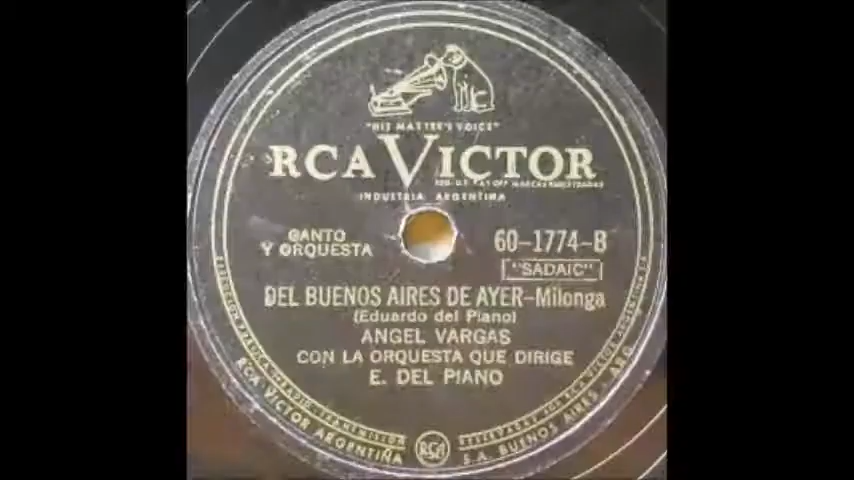 "HIS MASTER'S VOICE"
RCA VICTOR
INDUSTRIA ARGENTINA
CANTO
Y ORQUESTA
60-1774-B
"SADAIC"
DEL BUENOS AIRES DE AYER-Milonga
(Eduardo del Piano)
ANGEL VARGAS
CON LA ORQUESTA QUE DIRIGE
E. DEL PIANO
RCA VICTOR ARGENTINA
RCA
S.A. BUENOS AIRES - ARG